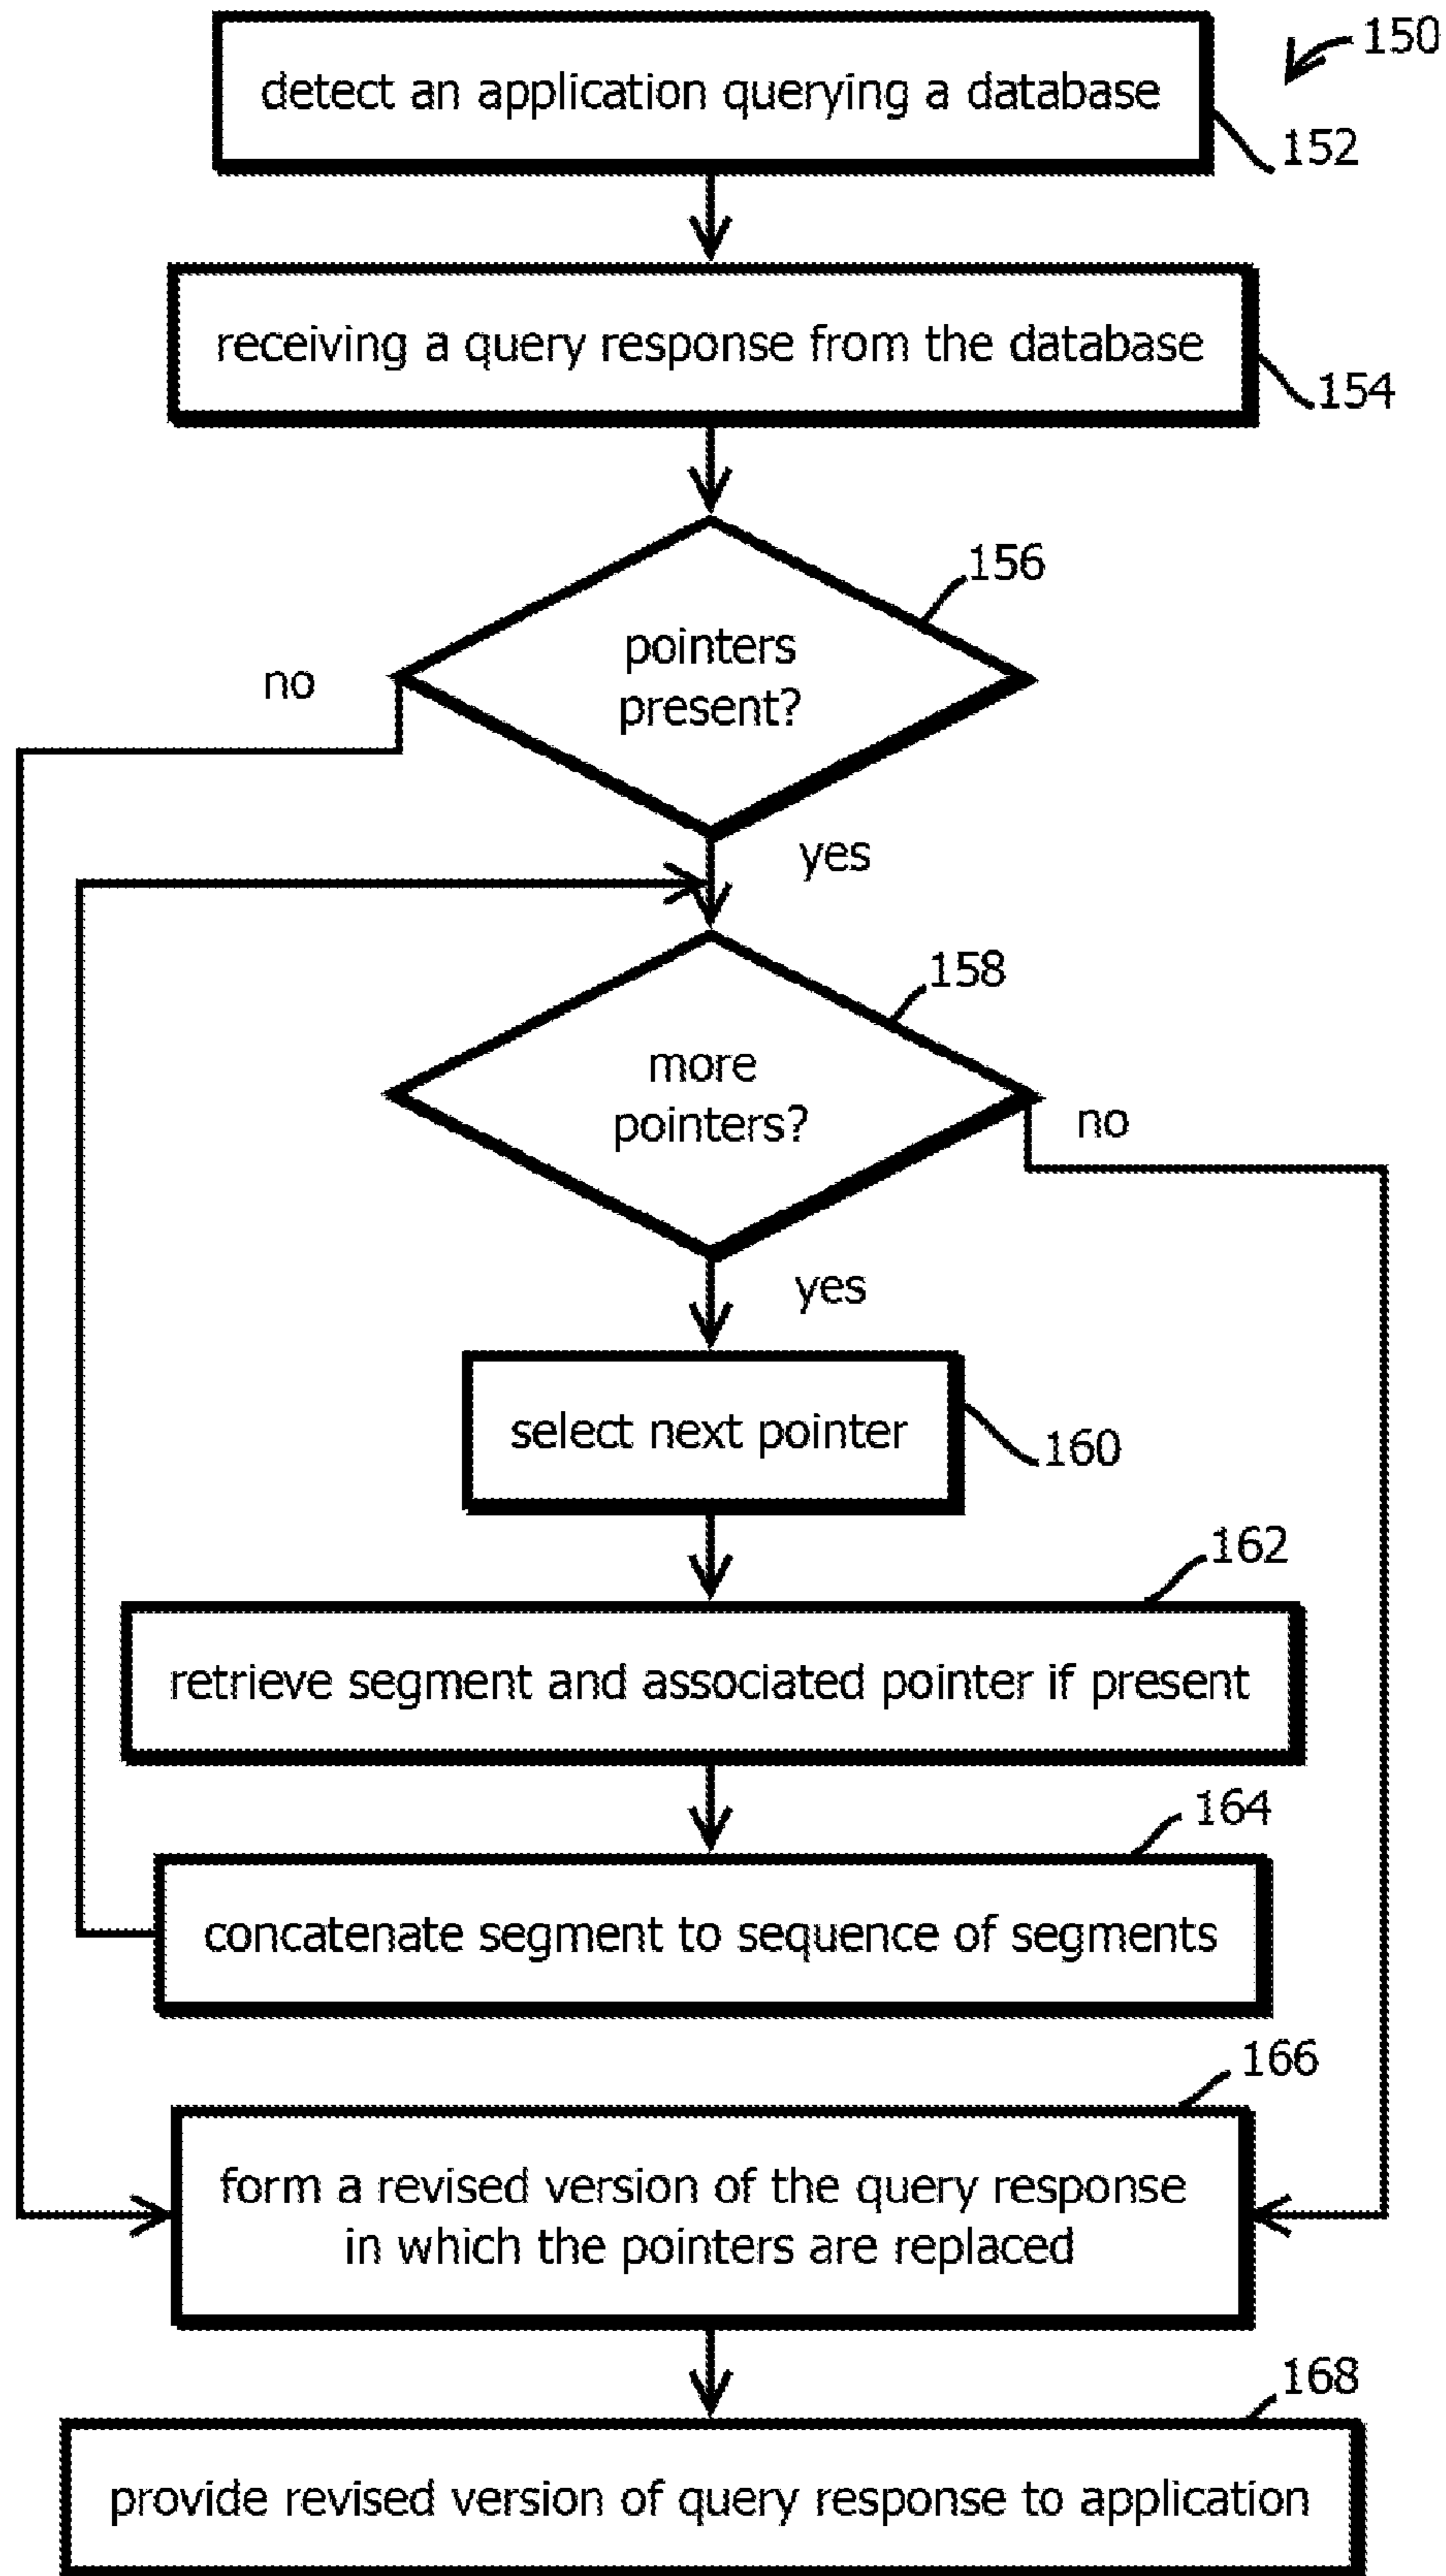 150
detect an application querying a database
152
receiving a query response from the database
154
156
pointers
present?
no
yes
158
more
pointers?
no
yes
select next pointer
160
162
retrieve segment and associated pointer if present
164
concatenate segment to sequence of segments
166
form a revised version of the query response
in which the pointers are replaced
168
provide revised version of query response to application